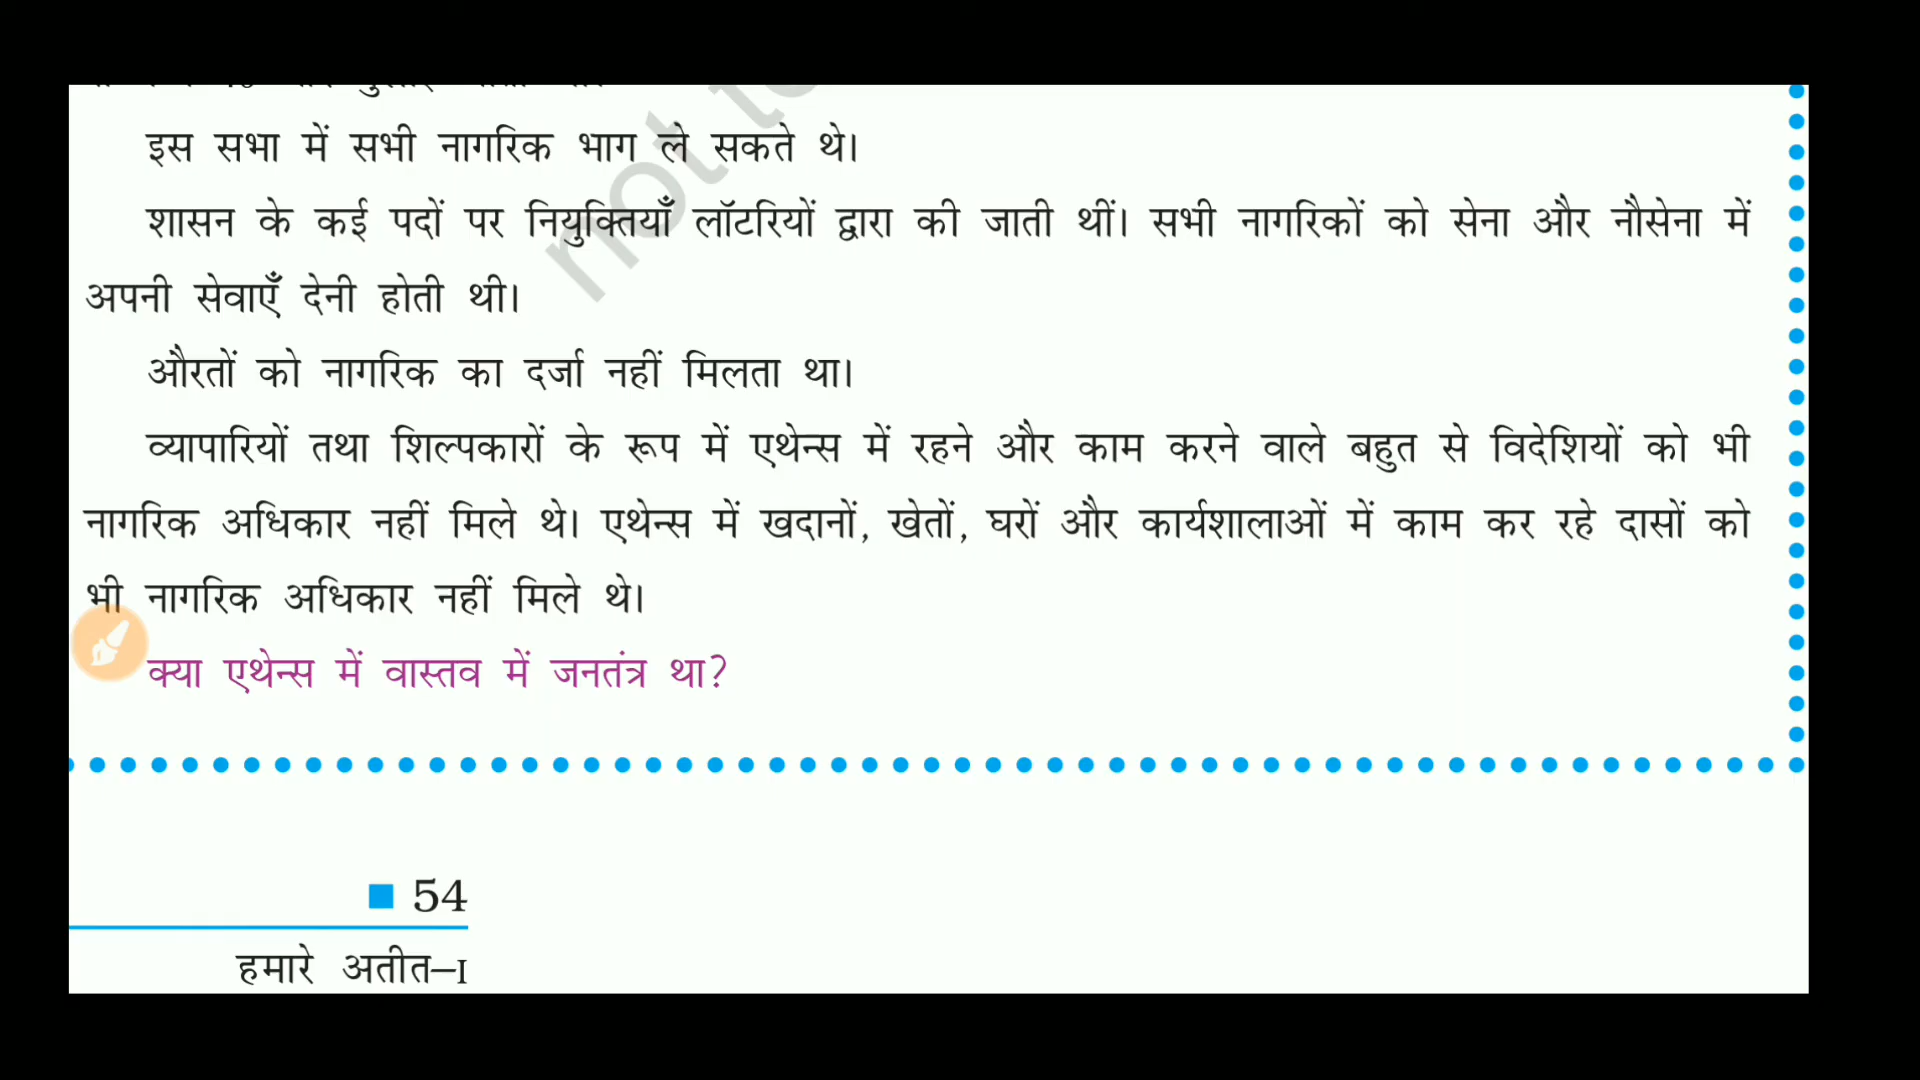 इस सभा में सभी नागरिक भाग ले सकते थे।
शासन के कई पदों पर नियुक्तियाँ लॉटरियों द्वारा की जाती थीं। सभी नागरिकों को सेना और नौसेना में
अपनी सेवाएँ देनी होती थी।
औरतों को नागरिक का दर्जा नहीं मिलता था।
व्यापारियों तथा शिल्पकारों के रूप में एथेन्स में रहने और काम करने वाले बहुत से विदेशियों को भी
नागरिक अधिकार नहीं मिले थे। एथेन्स में खदानों, खेतों, घरों और कार्यशालाओं में काम कर रहे दासों को
भी नागरिक अधिकार नहीं मिले थे।
क्या एथेन्स में वास्तव में जनतंत्र था?
54
हमारे अतीत–I
not to